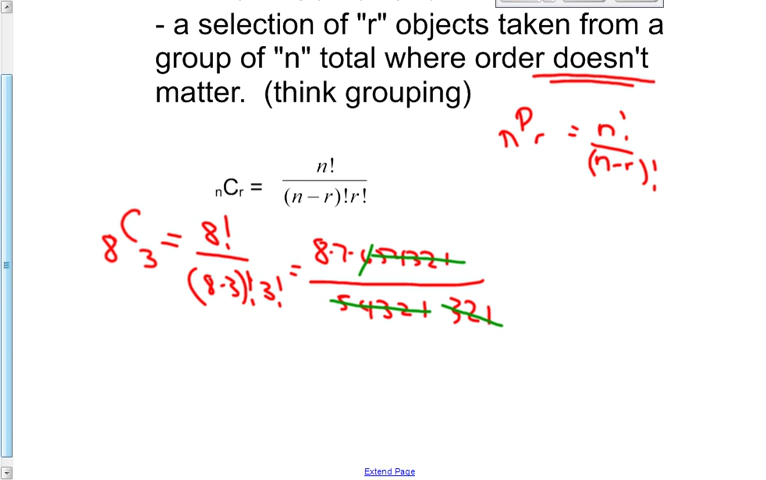 - a selection of "r" objects taken from a
group of "n" total where order doesn't
matter. (think grouping)
nPr = n!
(n-r)!
nCr = n!
(n − r)!r!
8C3 = 8! = 8·7·6 5 4 3 2 1
(8-3)! 3! 5 4 3 2 1 3 2 1
Extend Page